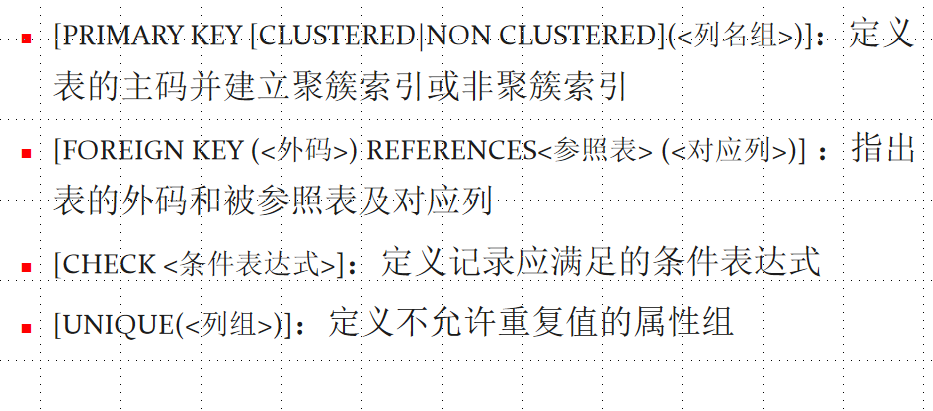 [PRIMARY KEY [CLUSTERED|NON CLUSTERED](<列名组>)]：定义
表的主码并建立聚簇索引或非聚簇索引
[FOREIGN KEY (<外码>) REFERENCES<参照表> (<对应列>)] ：指出
表的外码和被参照表及对应列
[CHECK <条件表达式>]：定义记录应满足的条件表达式
[UNIQUE(<列组>)]：定义不允许重复值的属性组